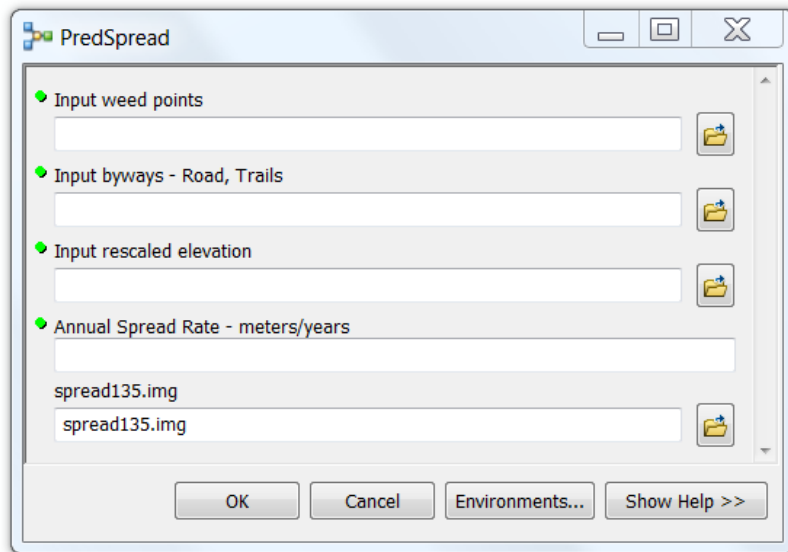 PredSpread
Input weed points
Input byways - Road, Trails
Input rescaled elevation
Annual Spread Rate - meters/years
spread135.img
spread135.img
OK Cancel Environments... Show Help >>